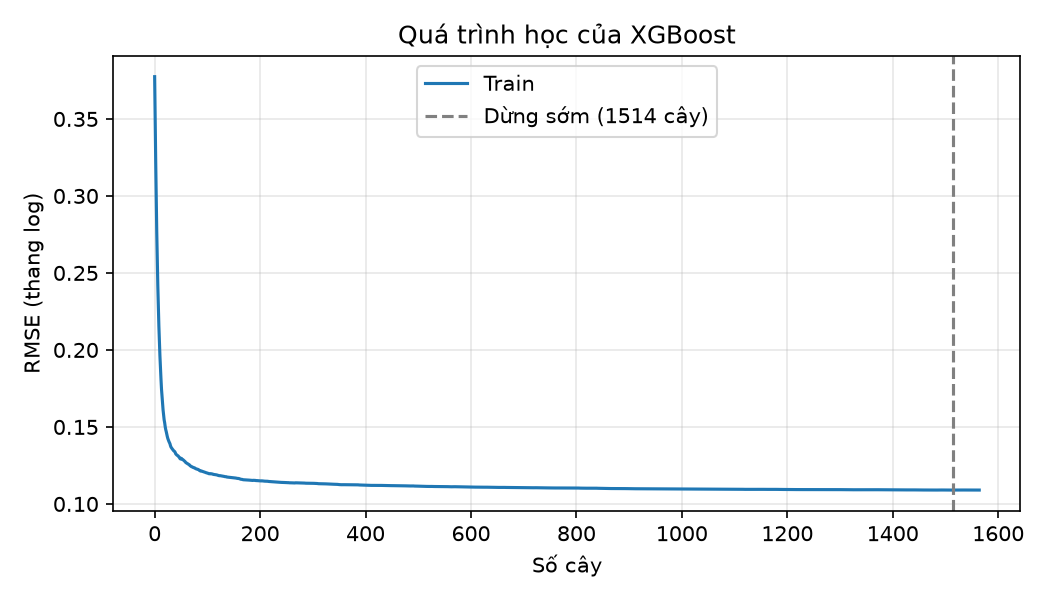 Quá trình học của XGBoost
Train
Dừng sớm (1514 cây)
RMSE (thang log)
0.35
0.30
0.25
0.20
0.15
0.10
0 200 400 600 800 1000 1200 1400 1600
Số cây